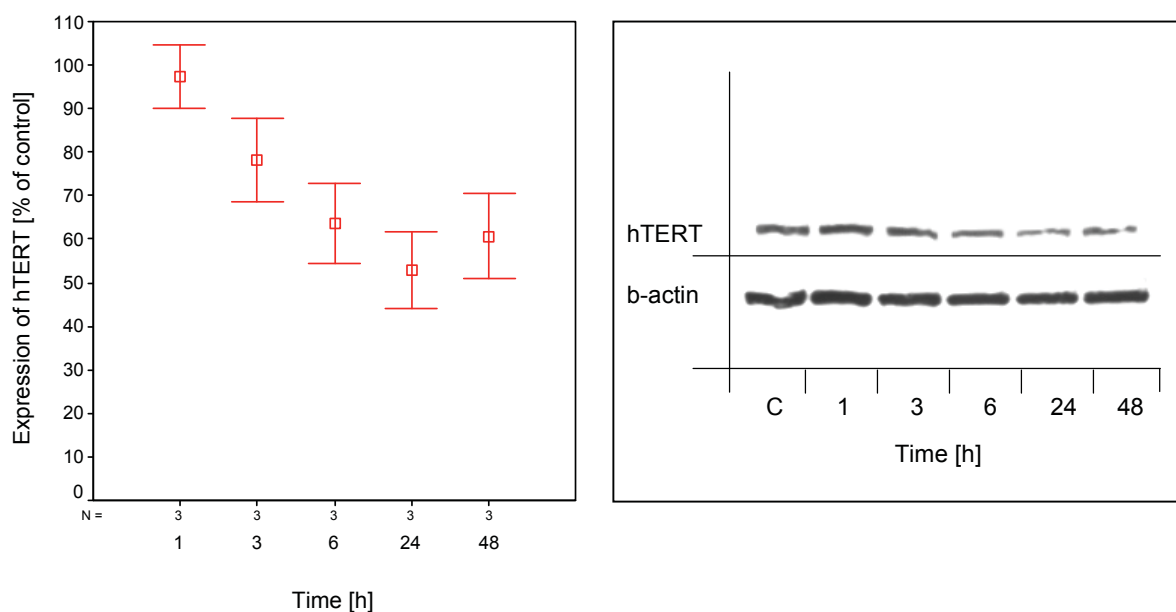 Expression of hTERT [% of control]
110
100
90
80
70
60
50
40
30
20
10
0
N = 3 3 3 3 3
1 3 6 24 48
Time [h]
hTERT
b-actin
C 1 3 6 24 48
Time [h]